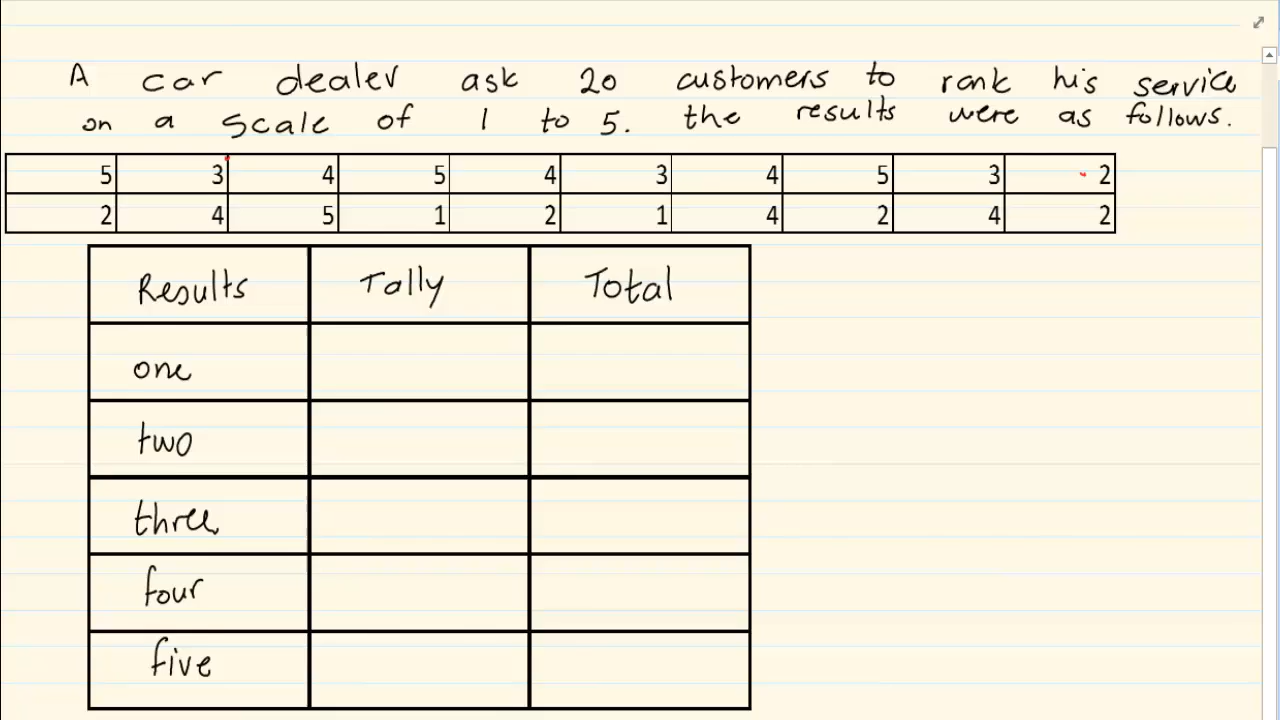 A car dealer ask 20 customers to rank his service
on a scale of 1 to 5. the results were as follows.
5 3 4 5 4 3 4 5 3 2
2 4 5 1 2 1 4 2 4 2
Results Tally Total
one
two
three
four
five